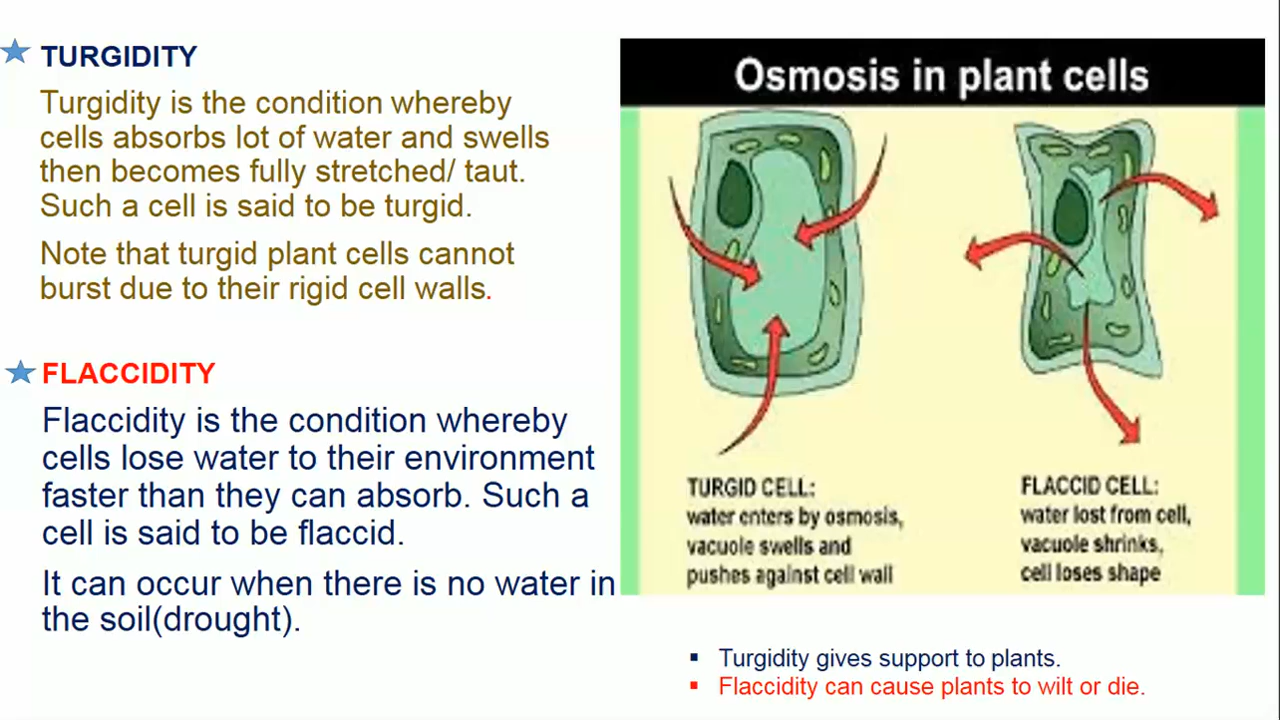 TURGIDITY
Turgidity is the condition whereby
cells absorbs lot of water and swells
then becomes fully stretched/ taut.
Such a cell is said to be turgid.
Note that turgid plant cells cannot
burst due to their rigid cell walls.
FLACCIDITY
Flaccidity is the condition whereby
cells lose water to their environment
faster than they can absorb. Such a
cell is said to be flaccid.
It can occur when there is no water in
the soil(drought).
Osmosis in plant cells
TURGID CELL:
water enters by osmosis,
vacuole swells and
pushes against cell wall
FLACCID CELL:
water lost from cell,
vacuole shrinks,
cell loses shape
▪ Turgidity gives support to plants.
▪ Flaccidity can cause plants to wilt or die.